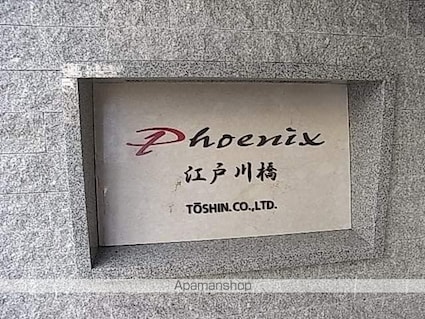 Phoenix
江戸川橋
TŌSHIN.CO.,LTD.
Apamanshop